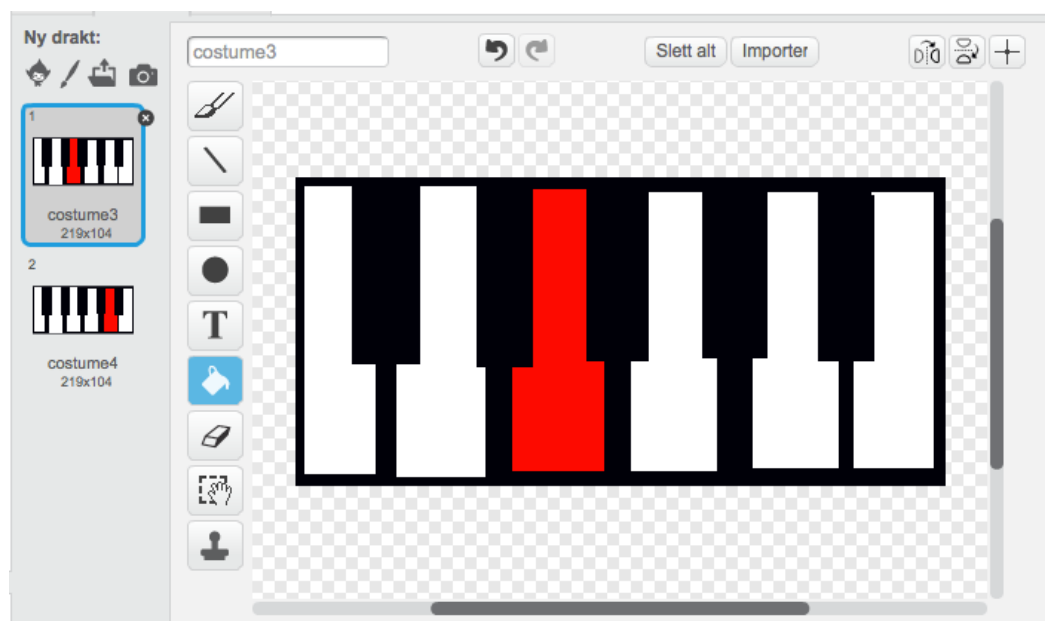 Ny drakt:
costume3
Slett alt
Importer
1
costume3
219x104
2
costume4
219x104
T